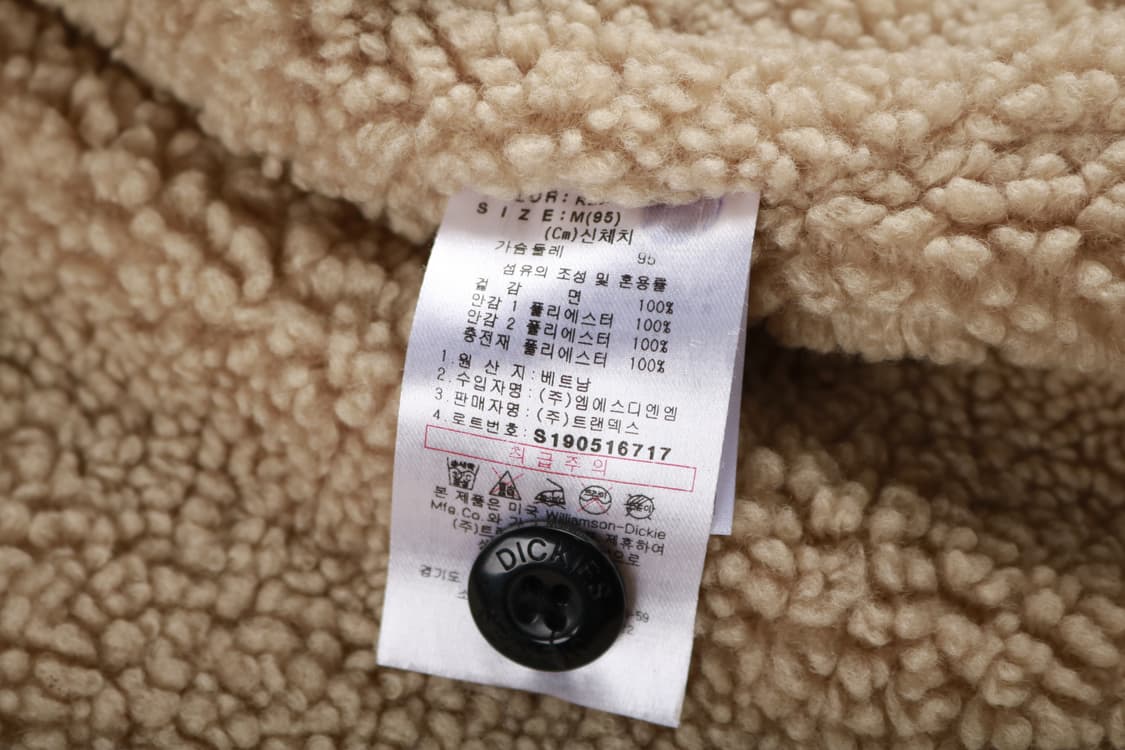 SIZE:M(95)
(Cm)신체치
가슴둘레 95
섬유의 조성 및 혼용률
겉 감 면 100%
안감 1 폴리에스터 100%
안감 2 폴리에스터 100%
충전재 폴리에스터 100%
1. 원 산 지 : 베트남
2. 수입자명 : (주)엠에스디엔엠
3. 판매자명 : (주)트랜덱스
4. 로트번호 : S190516717
취급주의
본 제품은 미국 Williamson-Dickie
Mfg.Co. 와 제휴하여
경기도
DICKIES